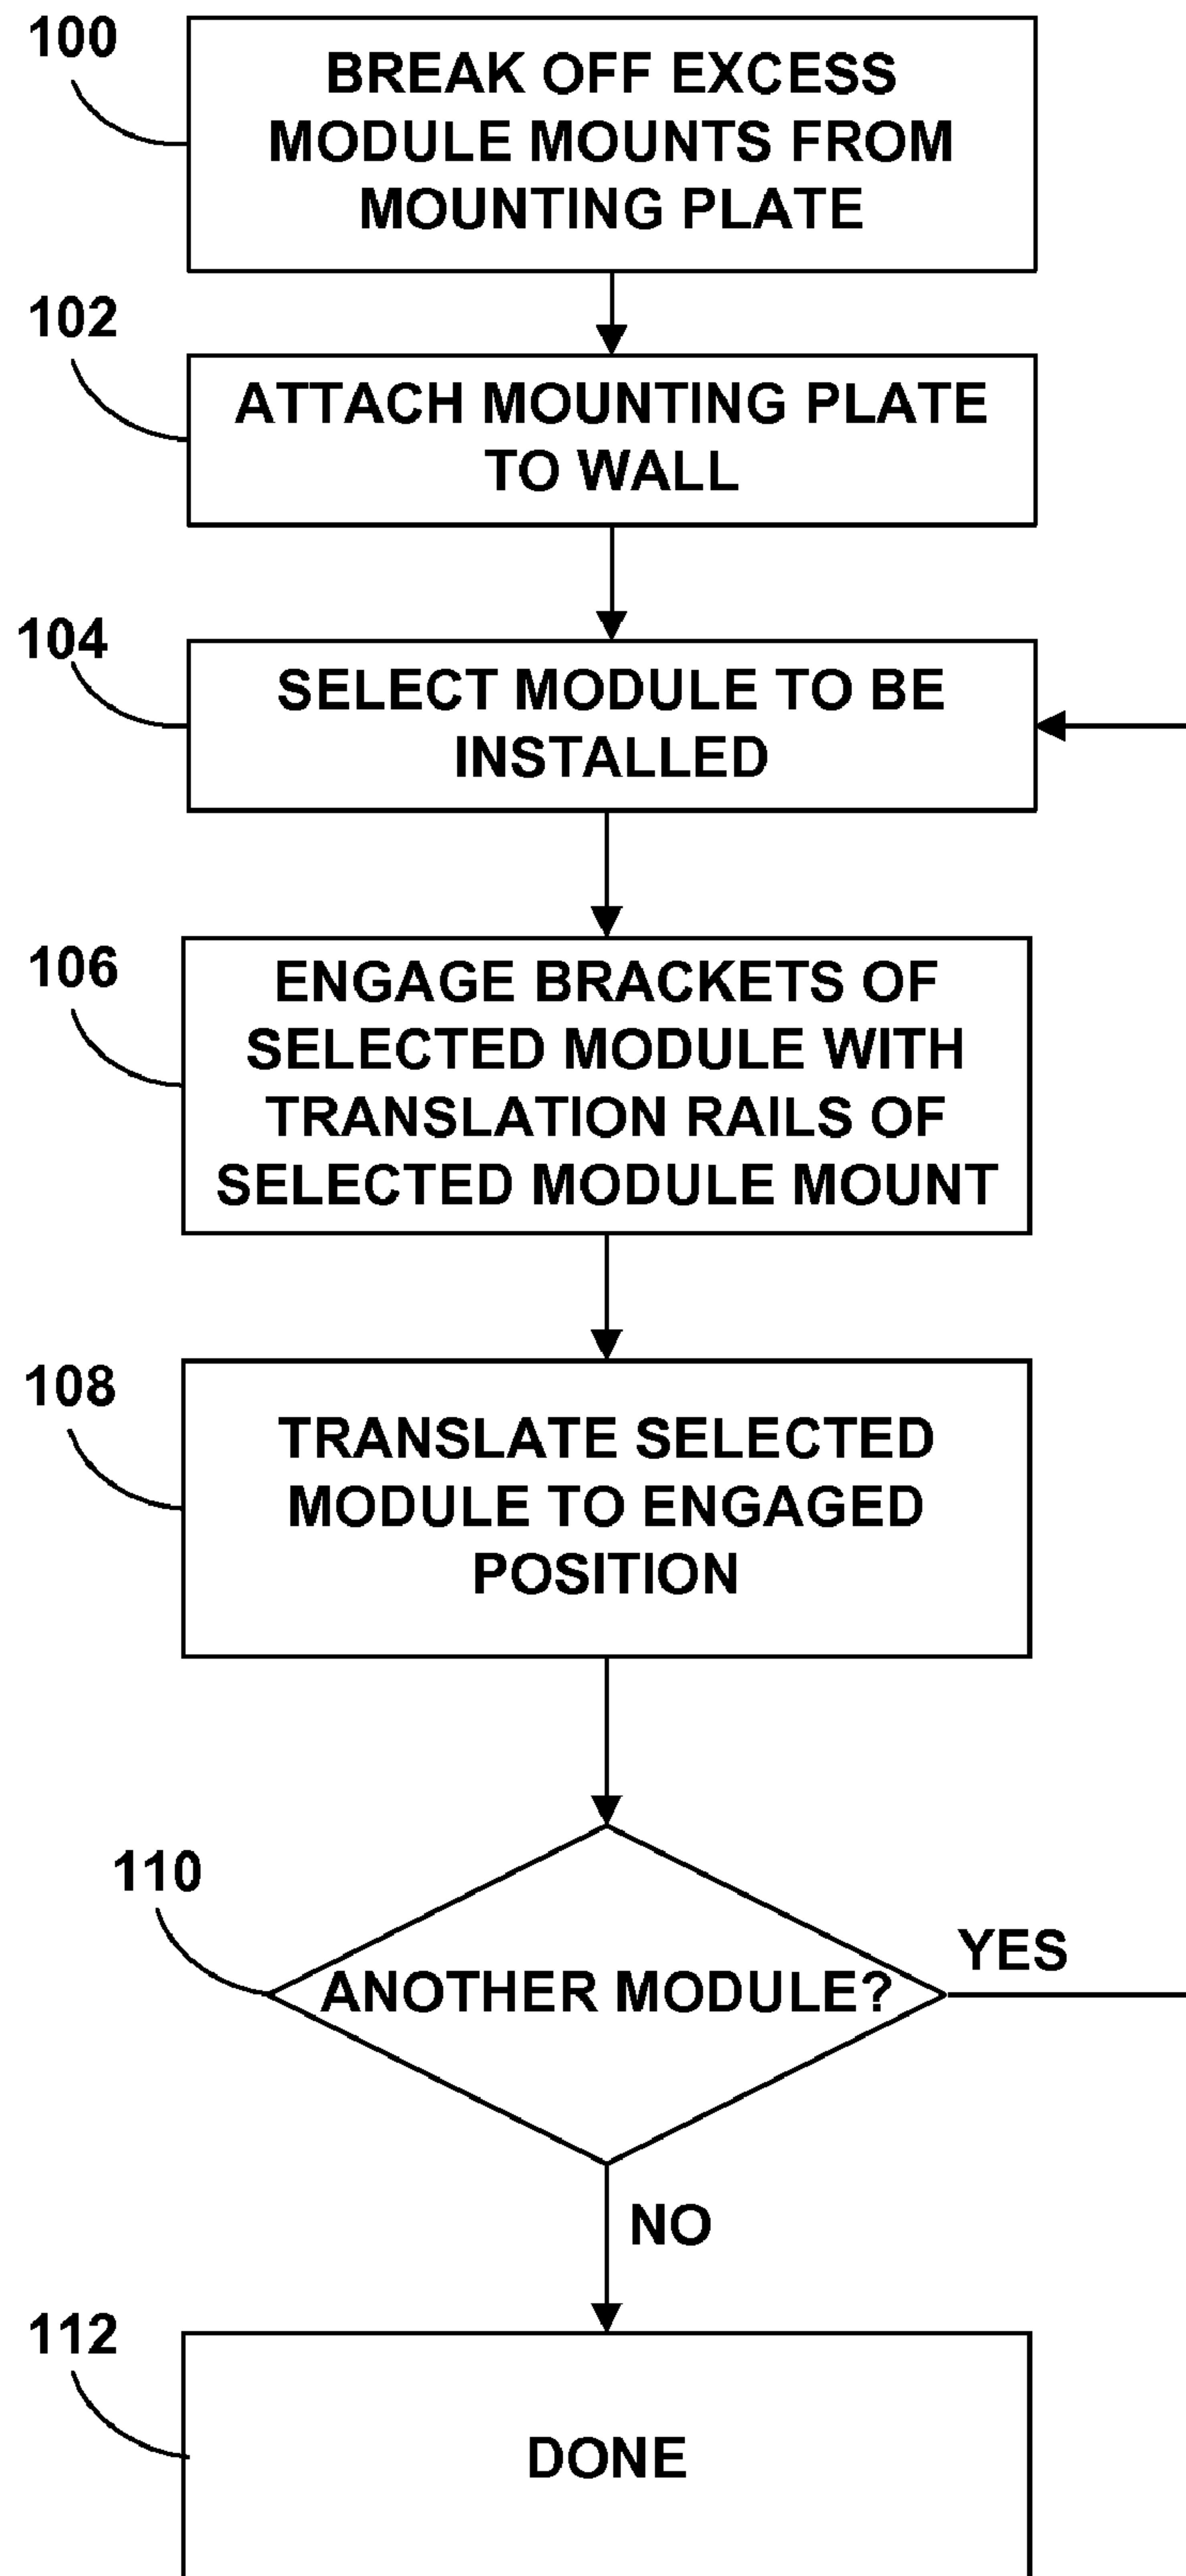 100
BREAK OFF EXCESS
MODULE MOUNTS FROM
MOUNTING PLATE
102
ATTACH MOUNTING PLATE
TO WALL
104
SELECT MODULE TO BE
INSTALLED
106
ENGAGE BRACKETS OF
SELECTED MODULE WITH
TRANSLATION RAILS OF
SELECTED MODULE MOUNT
108
TRANSLATE SELECTED
MODULE TO ENGAGED
POSITION
110
ANOTHER MODULE?
YES
NO
112
DONE